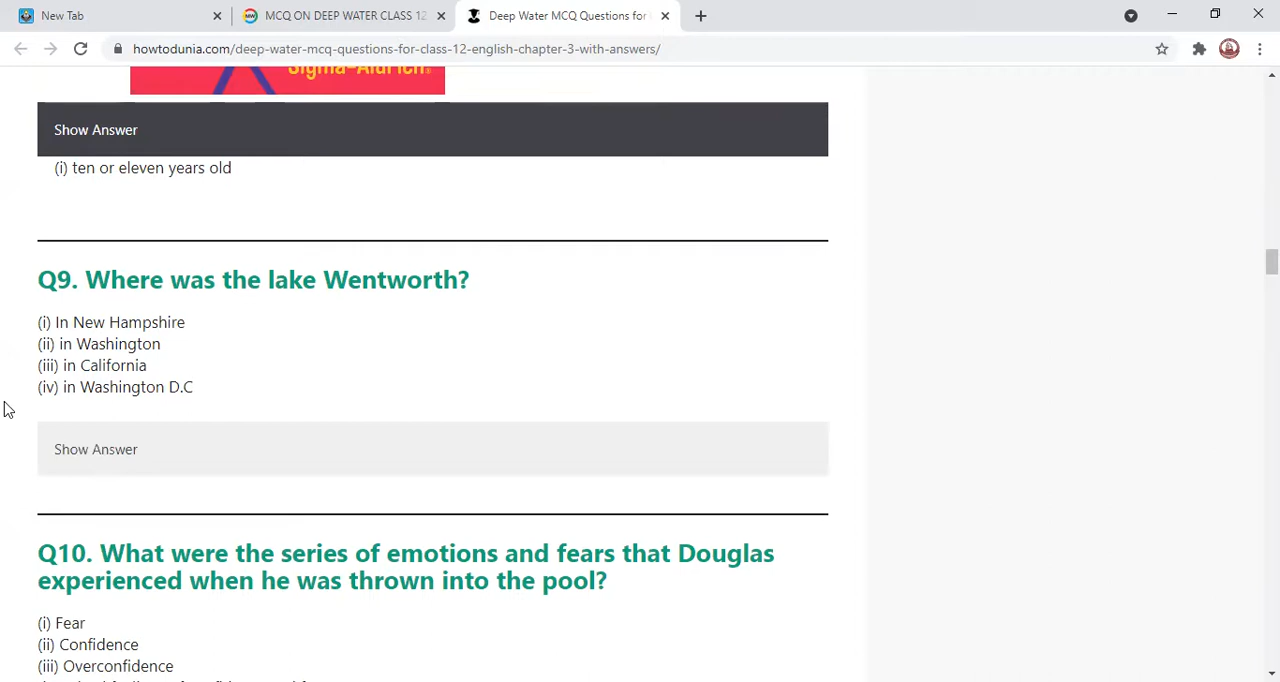 New Tab
MCQ ON DEEP WATER CLASS 12
Deep Water MCQ Questions for
howtodunia.com/deep-water-mcq-questions-for-class-12-english-chapter-3-with-answers/
Sigma-Aldrich
Show Answer
(i) ten or eleven years old
Q9. Where was the lake Wentworth?
(i) In New Hampshire
(ii) in Washington
(iii) in California
(iv) in Washington D.C
Show Answer
Q10. What were the series of emotions and fears that Douglas
experienced when he was thrown into the pool?
(i) Fear
(ii) Confidence
(iii) Overconfidence